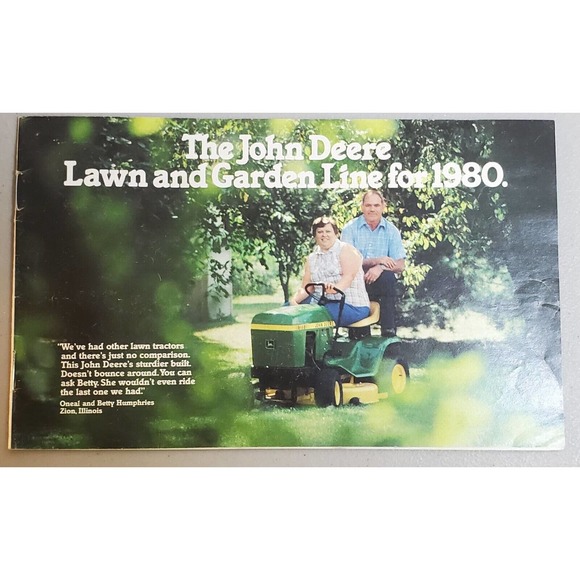 The John Deere
Lawn and Garden Line for 1980.
"We've had other lawn tractors
and there's just no comparison.
This John Deere's sturdier built.
Doesn't bounce around. You can
ask Betty. She wouldn't even ride
the last one we had."
Oneal and Betty Humphries
Zion, Illinois